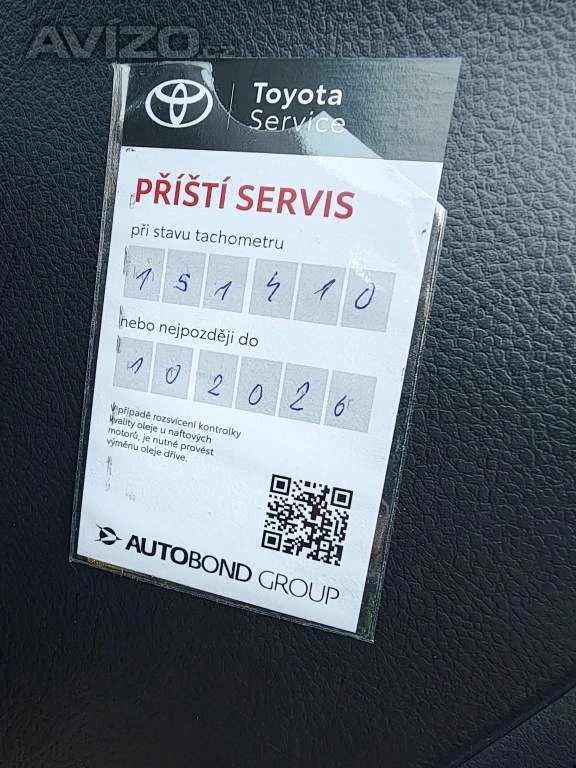 AVÍZO.cz
Toyota
Service
PŘÍŠTÍ SERVIS
při stavu tachometru
151410
nebo nejpozději do
102026
V případě rozsvícení kontrolky
kvality oleje u naftových
motorů, je nutné provést
výměnu oleje dříve.
AUTOBOND GROUP